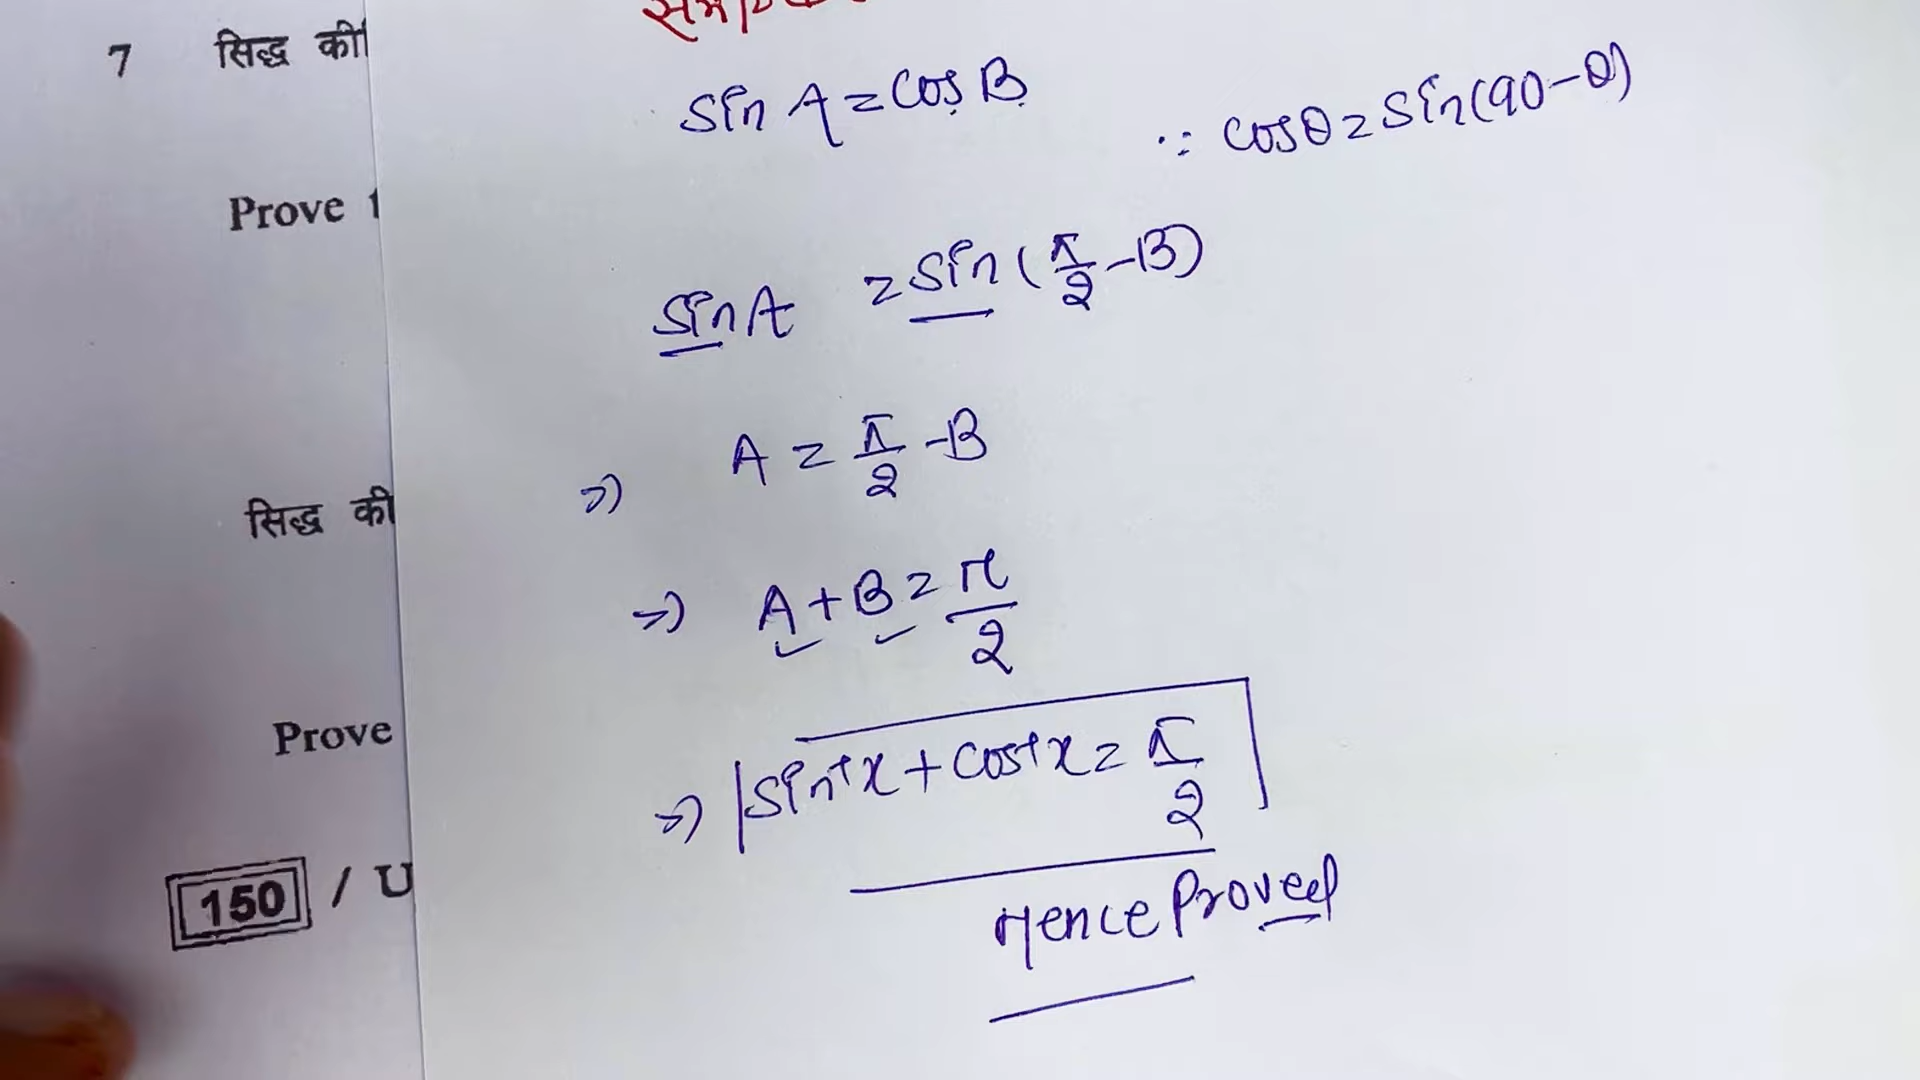 7 सिद्ध की
Prove
सिद्ध की
Prove
150 / U
sin A = cos B
∵ cosθ = sin(90-θ)
sin A = sin (π/2 - B)
⇒ A = π/2 - B
⇒ A + B = π/2
⇒ sin⁻¹x + cos⁻¹x = π/2
Hence Proved